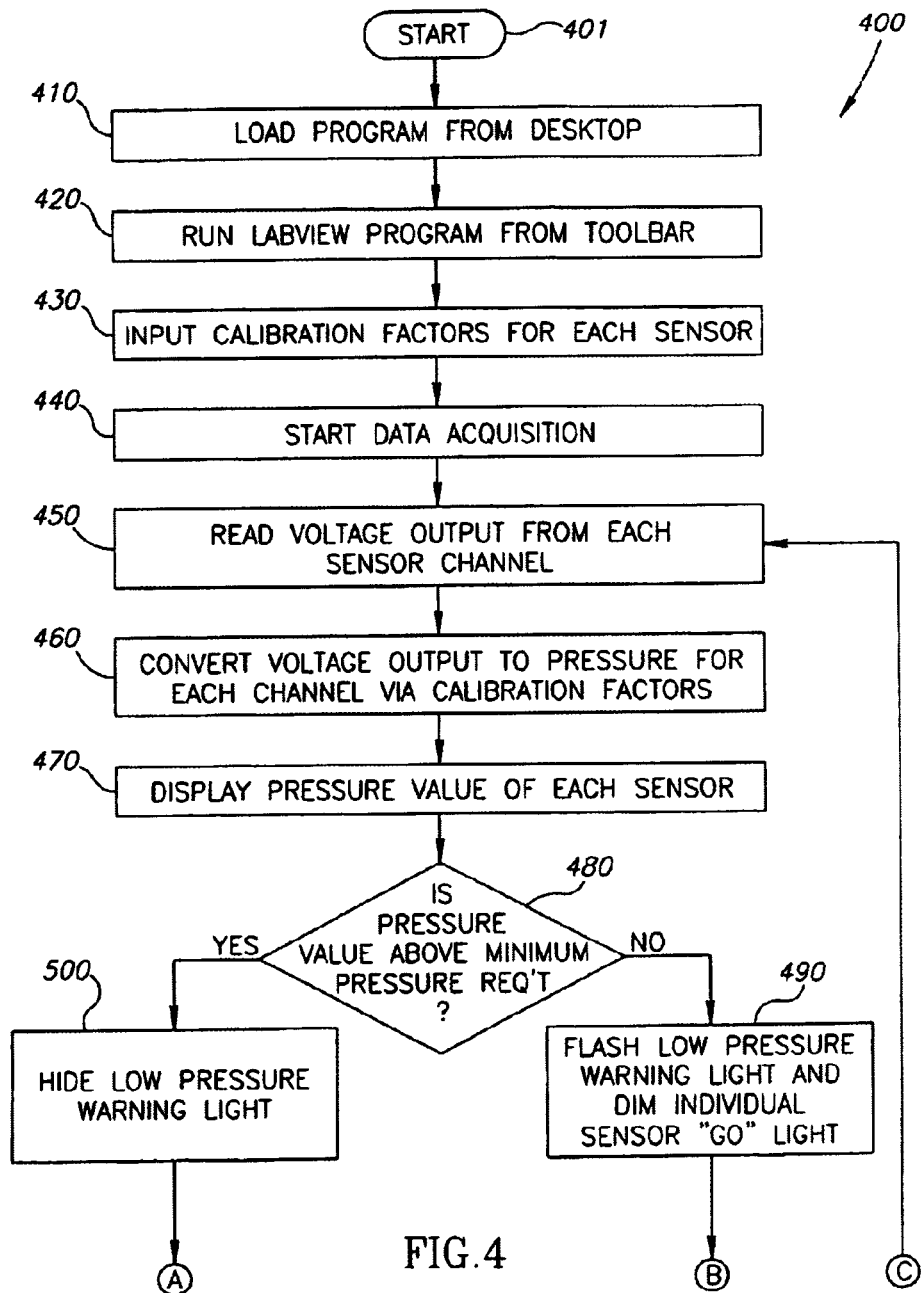 START
401
400
410
LOAD PROGRAM FROM DESKTOP
420
RUN LABVIEW PROGRAM FROM TOOLBAR
430
INPUT CALIBRATION FACTORS FOR EACH SENSOR
440
START DATA ACQUISITION
450
READ VOLTAGE OUTPUT FROM EACH
SENSOR CHANNEL
460
CONVERT VOLTAGE OUTPUT TO PRESSURE FOR
EACH CHANNEL VIA CALIBRATION FACTORS
470
DISPLAY PRESSURE VALUE OF EACH SENSOR
480
IS
PRESSURE
VALUE ABOVE MINIMUM
PRESSURE REQ'T
?
YES
NO
500
HIDE LOW PRESSURE
WARNING LIGHT
490
FLASH LOW PRESSURE
WARNING LIGHT AND
DIM INDIVIDUAL
SENSOR "GO" LIGHT
FIG.4
A
B
C